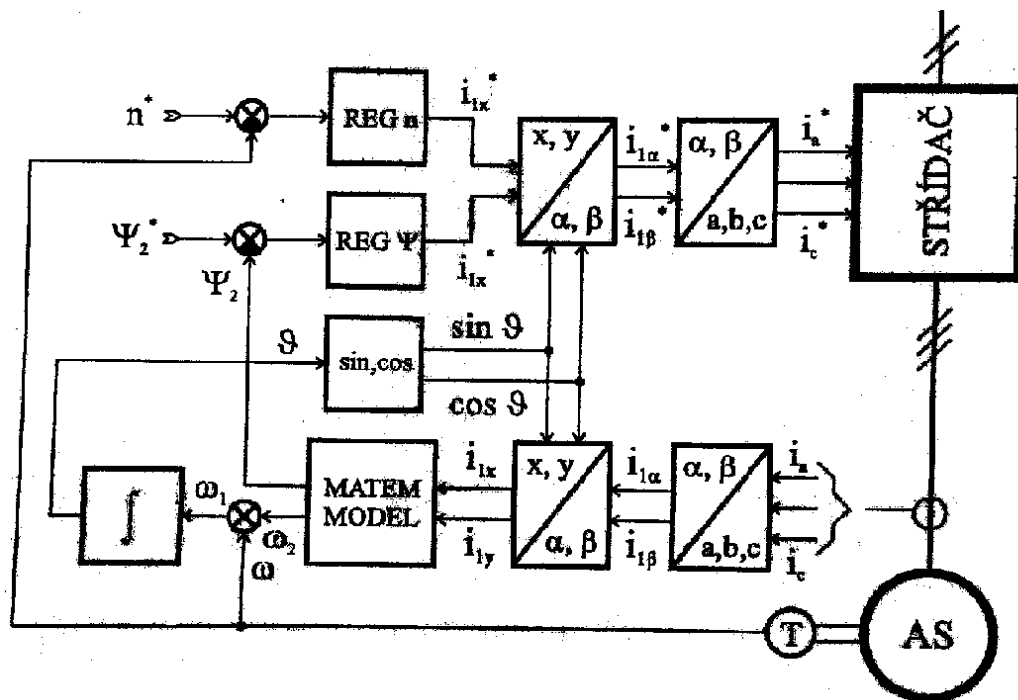 n*
REG n
i1x*
x, y
α, β
i1α*
i1β*
α, β
a,b,c
ia*
ic*
STŘÍDAČ
Ψ2*
REG Ψ
i1x*
Ψ2
ϑ
sin,cos
sin ϑ
cos ϑ
∫
ω1
ω2
ω
MATEM
MODEL
i1x
i1y
x, y
α, β
i1α
i1β
α, β
a,b,c
ia
ic
T
AS